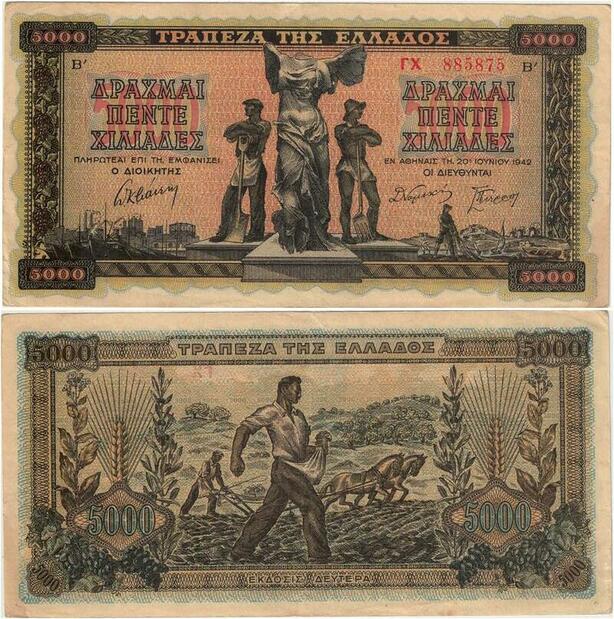 5000 ΤΡΑΠΕΖΑ ΤΗΣ ΕΛΛΑΔΟΣ 5000
Β' ΓΧ 885875 Β'
ΔΡΑΧΜΑΙ
ΠΕΝΤΕ
ΧΙΛΙΑΔΕΣ
ΠΛΗΡΩΤΕΑΙ ΕΠΙ ΤΗ ΕΜΦΑΝΙΣΕΙ
Ο ΔΙΟΙΚΗΤΗΣ
ΔΡΑΧΜΑΙ
ΠΕΝΤΕ
ΧΙΛΙΑΔΕΣ
ΕΝ ΑΘΗΝΑΙΣ ΤΗ, 20ῃ ΙΟΥΝΙΟΥ 1942
ΟΙ ΔΙΕΥΘΥΝΤΑΙ
5000 5000
5000 ΤΡΑΠΕΖΑ ΤΗΣ ΕΛΛΑΔΟΣ 5000
5000 5000
5000 ΕΚΔΟΣΙΣ ΔΕΥΤΕΡΑ 5000